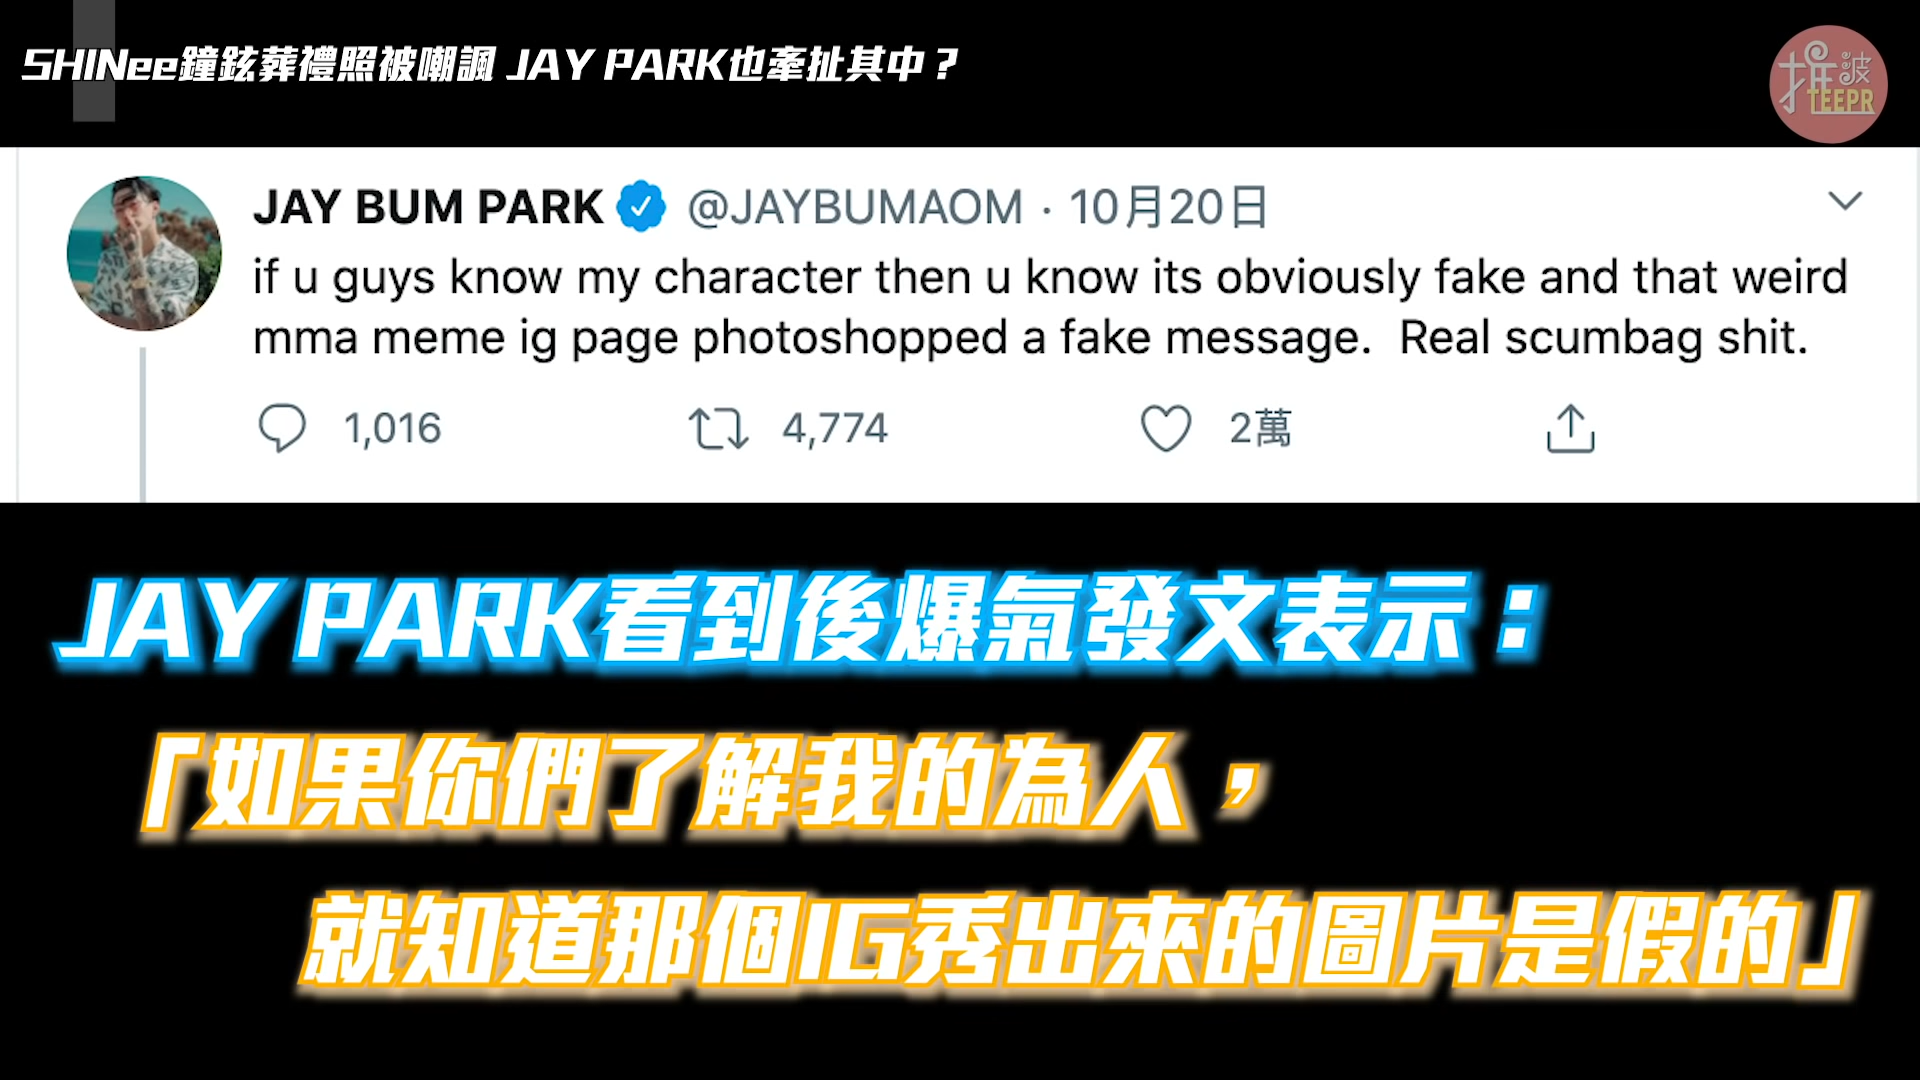 SHINee鐘鉉葬禮照被嘲諷 JAY PARK也牽扯其中？
推波
TEEPR
JAY BUM PARK @JAYBUMAOM · 10月20日
if u guys know my character then u know its obviously fake and that weird
mma meme ig page photoshopped a fake message.  Real scumbag shit.
1,016 4,774 2萬
JAY PARK看到後爆氣發文表示：
「如果你們了解我的為人，
就知道那個IG秀出來的圖片是假的」